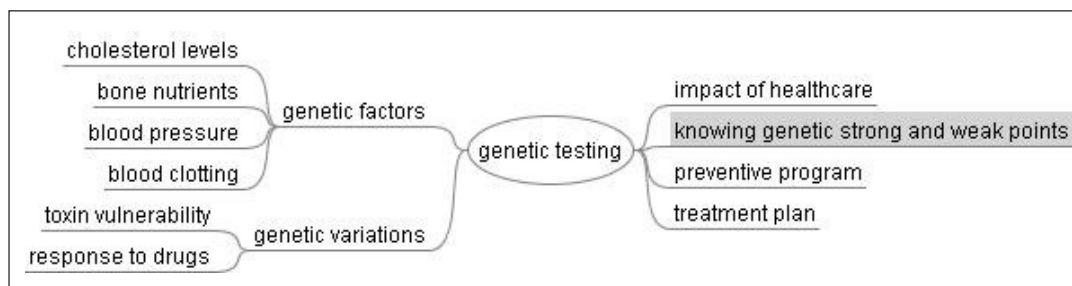 cholesterol levels
bone nutrients
blood pressure
blood clotting
genetic factors
toxin vulnerability
response to drugs
genetic variations
genetic testing
impact of healthcare
knowing genetic strong and weak points
preventive program
treatment plan